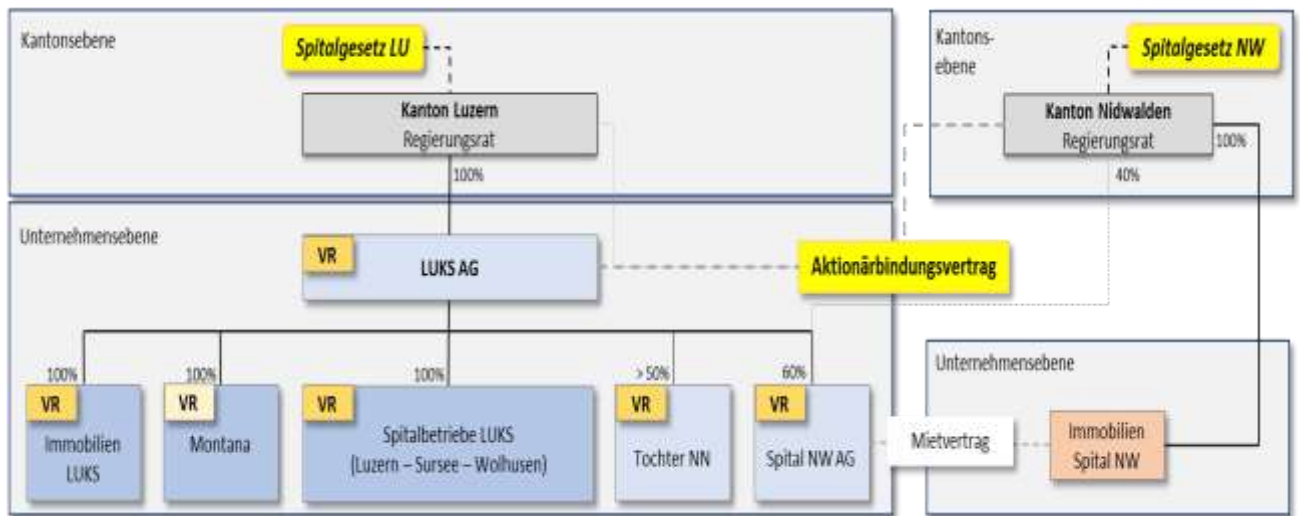 Kantonsebene
Spitalgesetz LU
Kanton Luzern
Regierungsrat
100%
Kantons-
ebene
Spitalgesetz NW
Kanton Nidwalden
Regierungsrat
100%
40%
Unternehmensebene
VR
LUKS AG
Aktionärbindungsvertrag
100%
VR
Immobilien
LUKS
100%
VR
Montana
100%
VR
Spitalbetriebe LUKS
(Luzern – Sursee – Wolhusen)
> 50%
VR
Tochter NN
60%
VR
Spital NW AG
Mietvertrag
Unternehmensebene
Immobilien
Spital NW